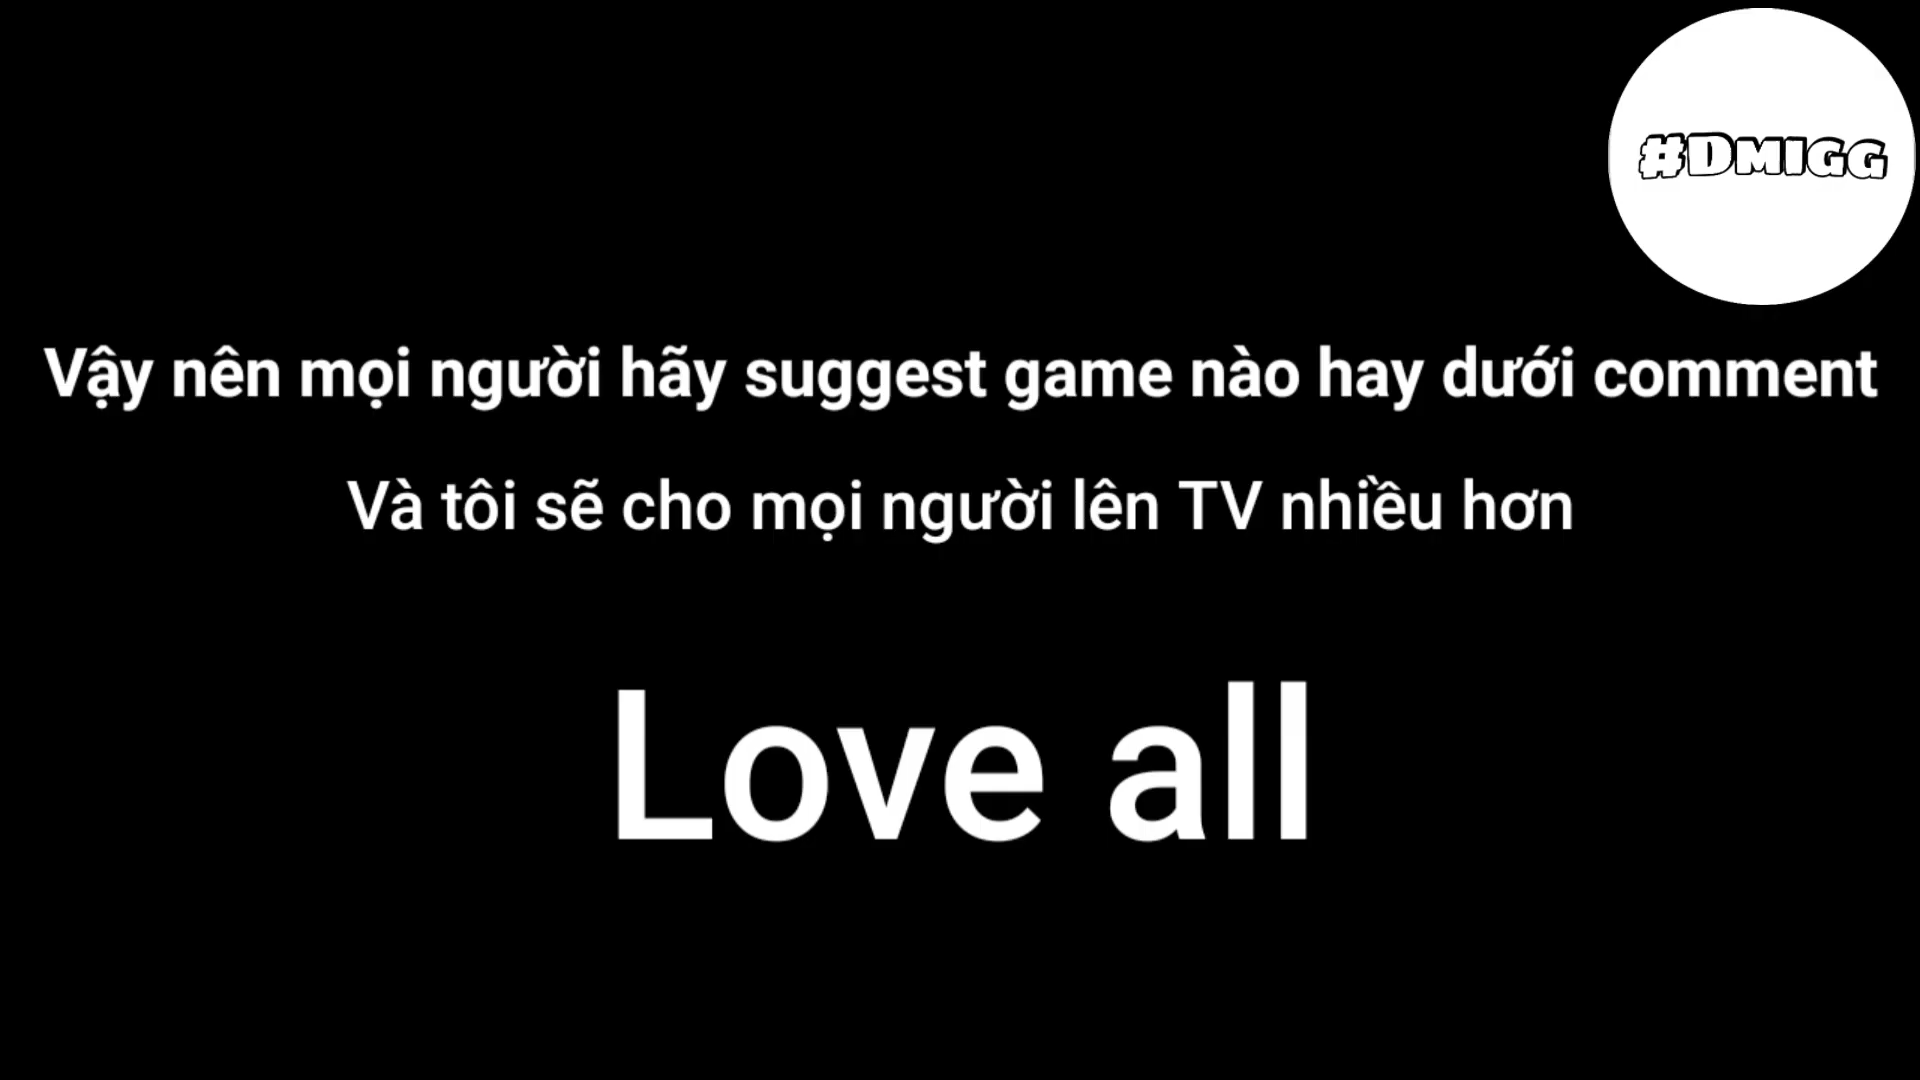 #Dmigg
Vậy nên mọi người hãy suggest game nào hay dưới comment
Và tôi sẽ cho mọi người lên TV nhiều hơn
Love all